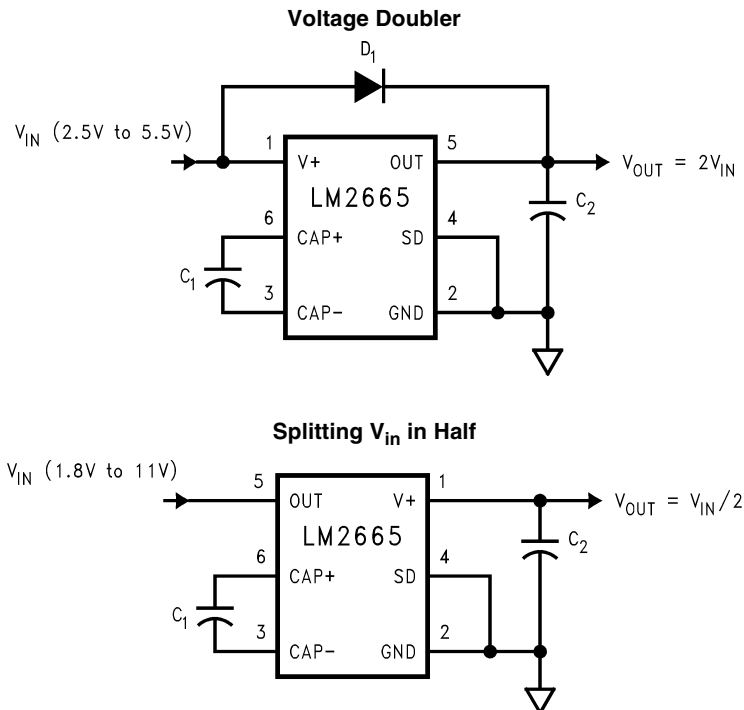 Voltage Doubler
D1
VIN (2.5V to 5.5V)
1 V+ OUT 5
VOUT = 2VIN
LM2665
C2
6 CAP+ SD 4
C1
3 CAP- GND 2
Splitting Vin in Half
VIN (1.8V to 11V)
5 OUT V+ 1
VOUT = VIN/2
LM2665
C2
6 CAP+ SD 4
C1
3 CAP- GND 2